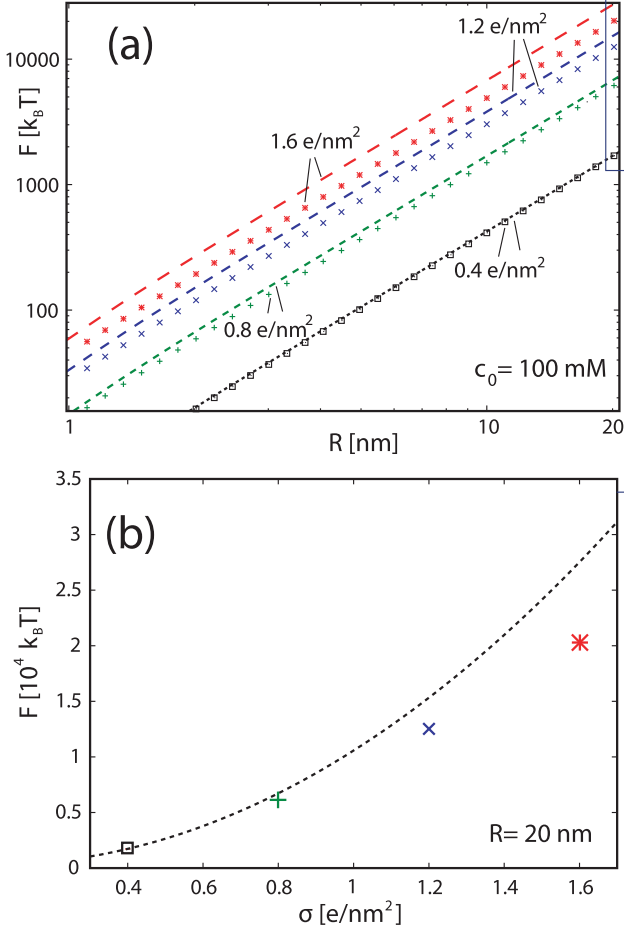 (a)
1.2 e/nm²
10000
F [k_BT]
1.6 e/nm²
1000
0.4 e/nm²
100
0.8 e/nm²
c₀= 100 mM
1
10
20
R [nm]
3.5
(b)
3
2.5
F [10⁴ k_BT]
2
1.5
1
0.5
R= 20 nm
0
0.4 0.6 0.8 1 1.2 1.4 1.6
σ [e/nm²]